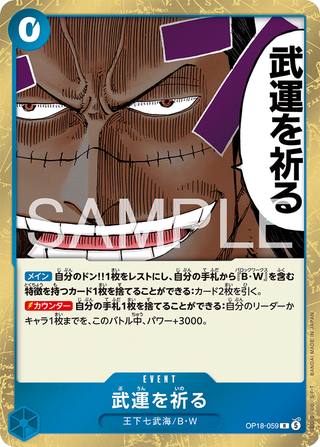 0
武運を祈る
SAMPLE
メイン 自分のドン!!1枚をレストにし、自分の手札から『B・W』を含む
特徴を持つカード1枚を捨てることができる:カード2枚を引く。
カウンター 自分の手札1枚を捨てることができる:自分のリーダーか
キャラ1枚までを、このバトル中、パワー+3000。
EVENT
武運を祈る
王下七武海/B・W
OP18-059 R